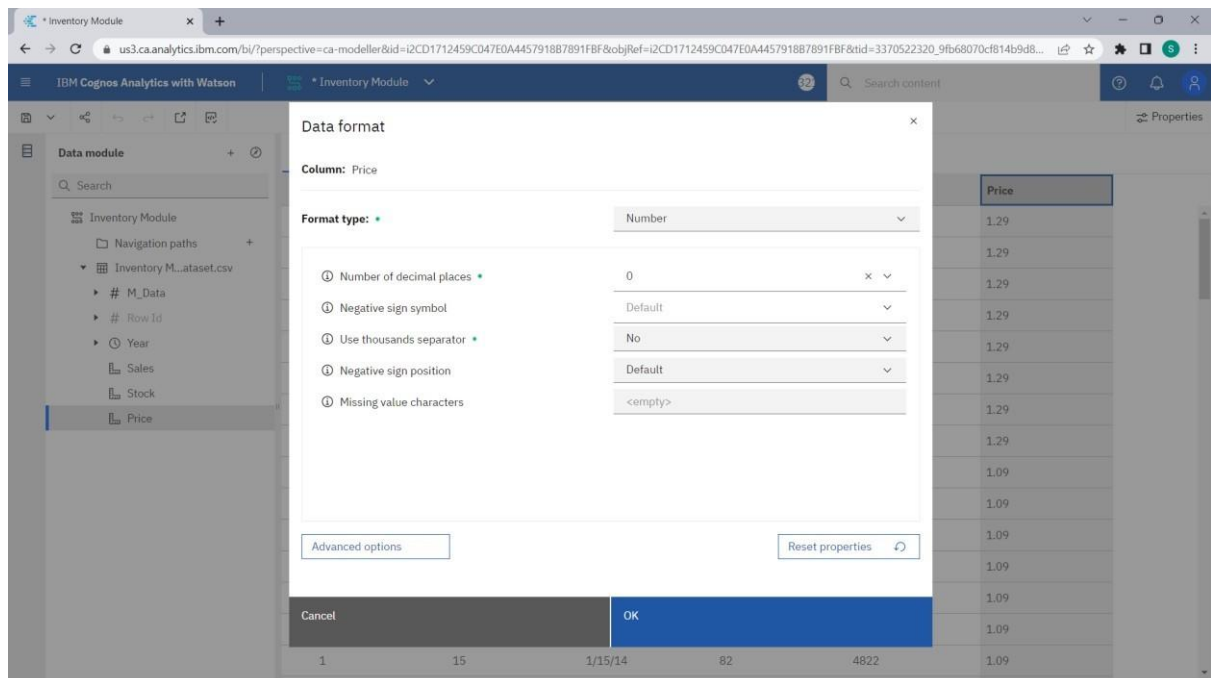 * Inventory Module
us3.ca.analytics.ibm.com/bi/?perspective=ca-modeller&id=i2CD1712459C047E0A4457918B7891FBF&objRef=i2CD1712459C047E0A4457918B7891FBF&tid=3370522320_9fb68070cf814b9d8...
S
IBM Cognos Analytics with Watson
* Inventory Module
32
Search content
Properties
Data module
Search
Inventory Module
Navigation paths
Inventory M...ataset.csv
# M_Data
# Row Id
Year
Sales
Stock
Price
Data format
Column: Price
Format type:
Number
Number of decimal places
0
Negative sign symbol
Default
Use thousands separator
No
Negative sign position
Default
Missing value characters
<empty>
Advanced options
Reset properties
Cancel
OK
Price
1.29
1.29
1.29
1.29
1.29
1.29
1.29
1.29
1.09
1.09
1.09
1.09
1.09
1.09
1 15 1/15/14 82 4822 1.09